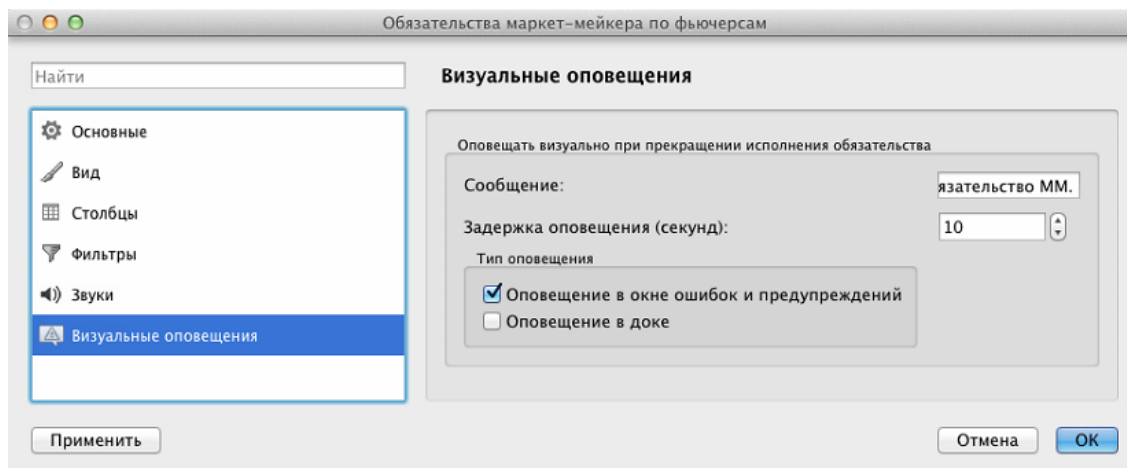 Обязательства маркет-мейкера по фьючерсам
Найти
Основные
Вид
Столбцы
Фильтры
Звуки
Визуальные оповещения
Визуальные оповещения
Оповещать визуально при прекращении исполнения обязательства
Сообщение:
язательство ММ.
Задержка оповещения (секунд):
10
Тип оповещения
Оповещение в окне ошибок и предупреждений
Оповещение в доке
Применить
Отмена
OK